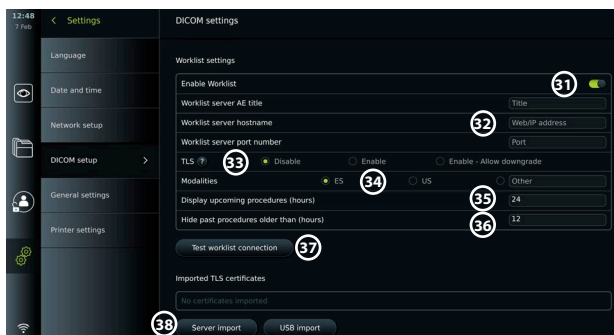 12:48
7 Feb
< Settings
DICOM settings
Language
Date and time
Network setup
DICOM setup >
General settings
Printer settings
Worklist settings
Enable Worklist 31
Worklist server AE title Title
Worklist server hostname 32 Web/IP address
Worklist server port number Port
TLS ? 33 Disable Enable Enable - Allow downgrade
Modalities ES 34 US Other
Display upcoming procedures (hours) 35 24
Hide past procedures older than (hours) 36 12
Test worklist connection 37
Imported TLS certificates
No certificates imported
38 Server import USB import